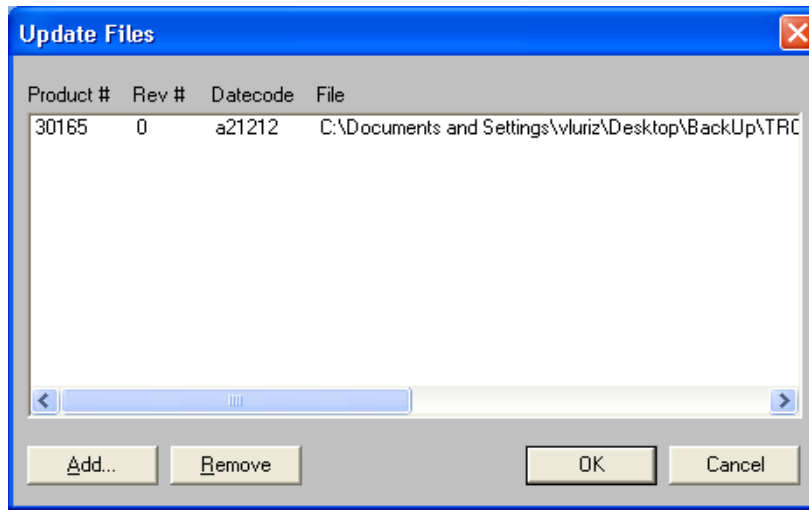 Update Files
Product # Rev # Datecode File
30165 0 a21212 C:\Documents and Settings\vluriz\Desktop\BackUp\TRC
Add... Remove OK Cancel